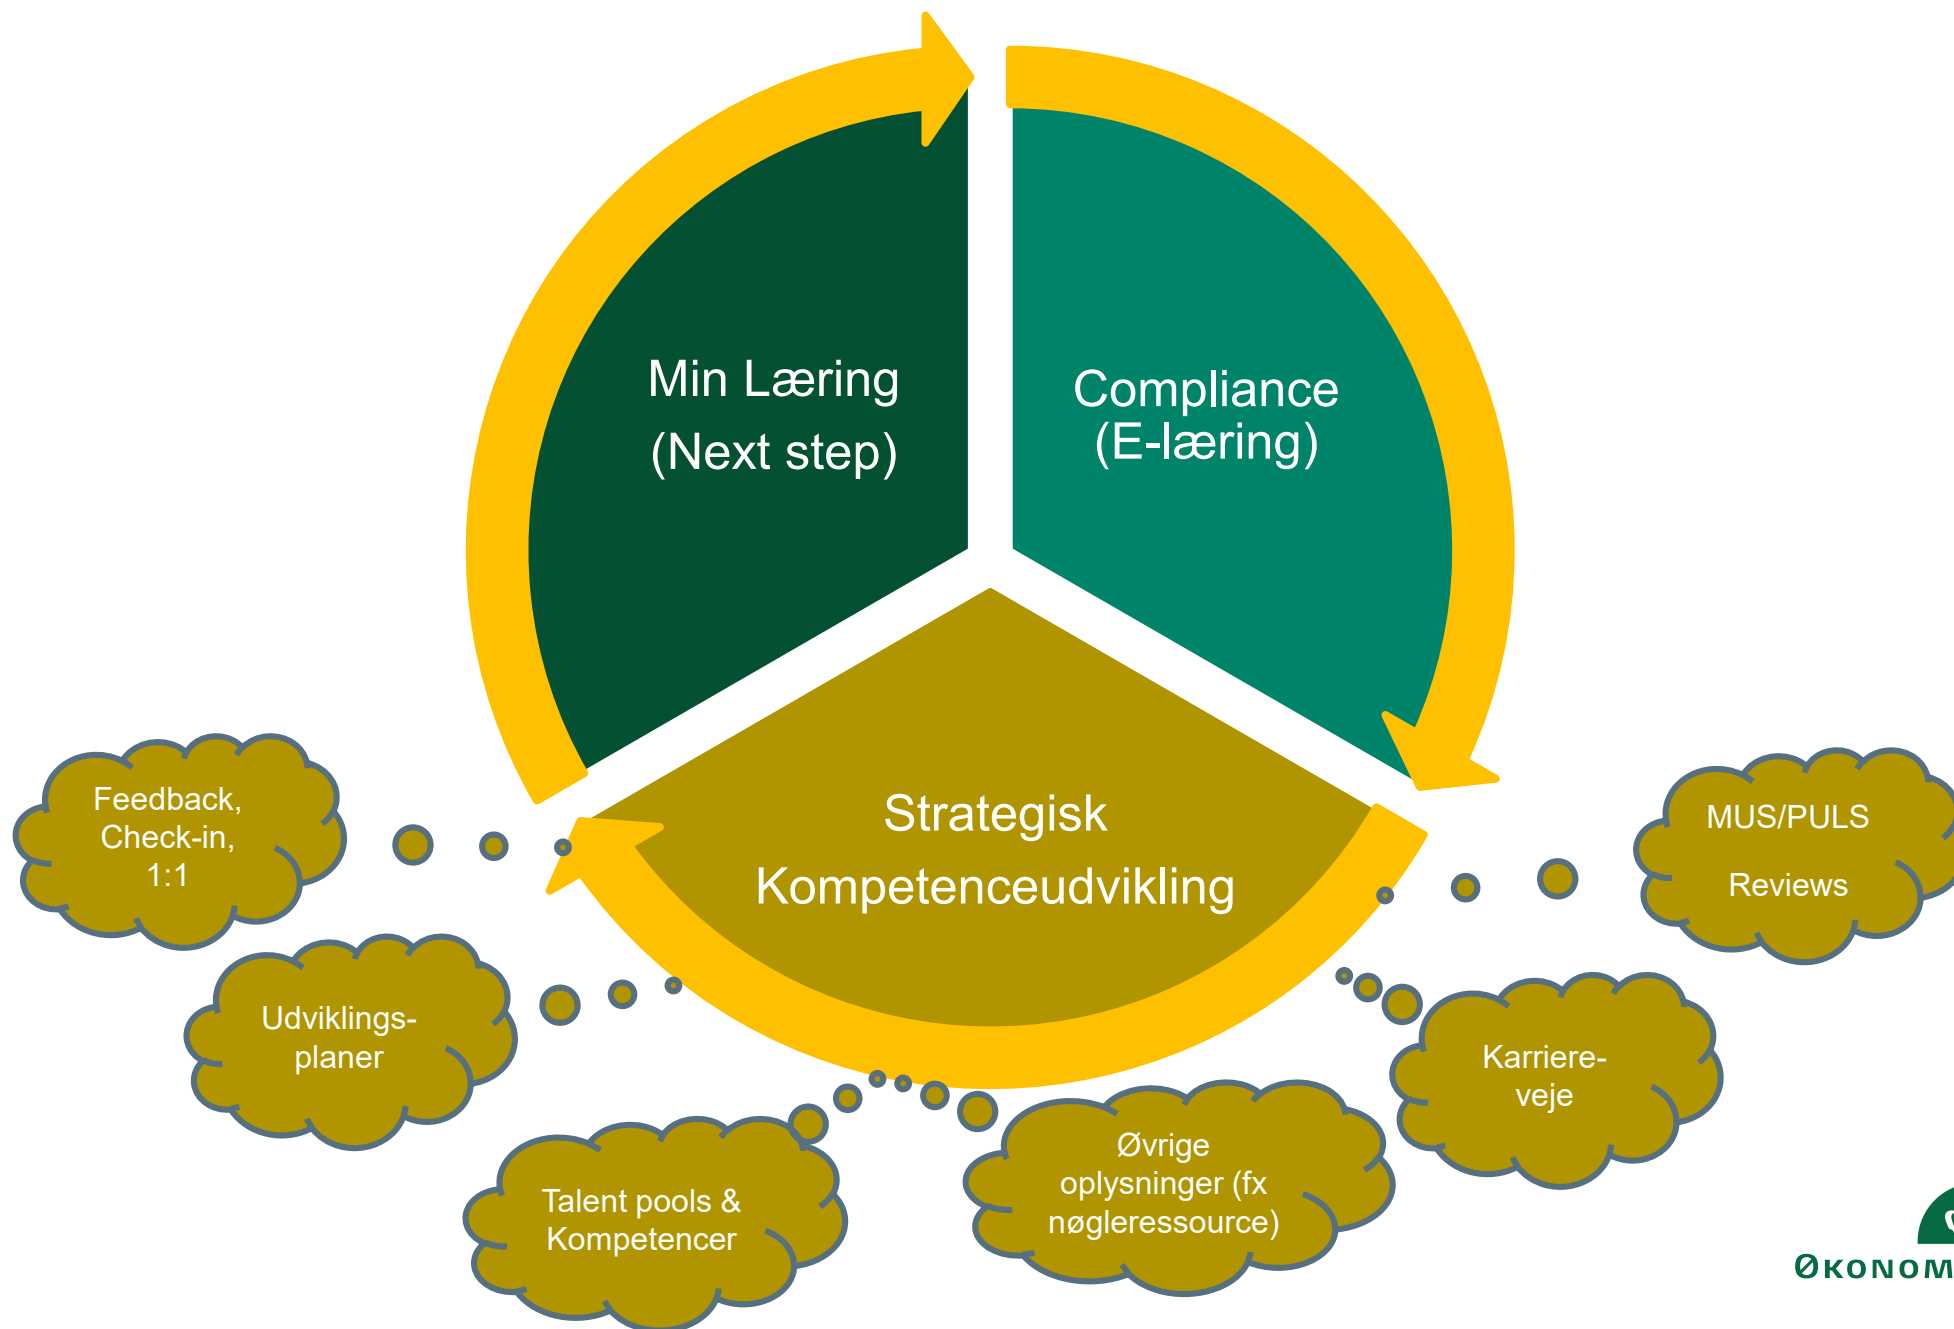 Min Læring
(Next step)
Compliance
(E-læring)
Strategisk
Kompetenceudvikling
Feedback,
Check-in,
1:1
Udviklings-
planer
Talent pools &
Kompetencer
Øvrige
oplysninger (fx
nøgleressource)
Karriere-
veje
MUS/PULS
Reviews